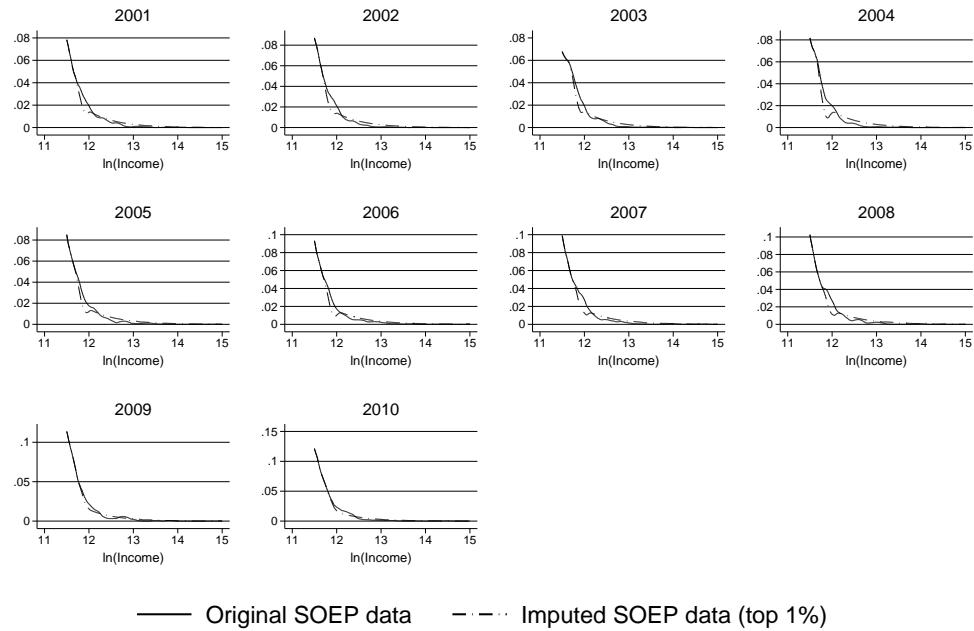 2001 2002 2003 2004
.08
.06
.04
.02
0
11 12 13 14 15
ln(Income)
.08
.06
.04
.02
0
11 12 13 14 15
ln(Income)
.08
.06
.04
.02
0
11 12 13 14 15
ln(Income)
.08
.06
.04
.02
0
11 12 13 14 15
ln(Income)
2005 2006 2007 2008
.08
.06
.04
.02
0
11 12 13 14 15
ln(Income)
.1
.08
.06
.04
.02
0
11 12 13 14 15
ln(Income)
.1
.08
.06
.04
.02
0
11 12 13 14 15
ln(Income)
.1
.08
.06
.04
.02
0
11 12 13 14 15
ln(Income)
2009 2010
.1
.05
0
11 12 13 14 15
ln(Income)
.15
.1
.05
0
11 12 13 14 15
ln(Income)
Original SOEP data Imputed SOEP data (top 1%)